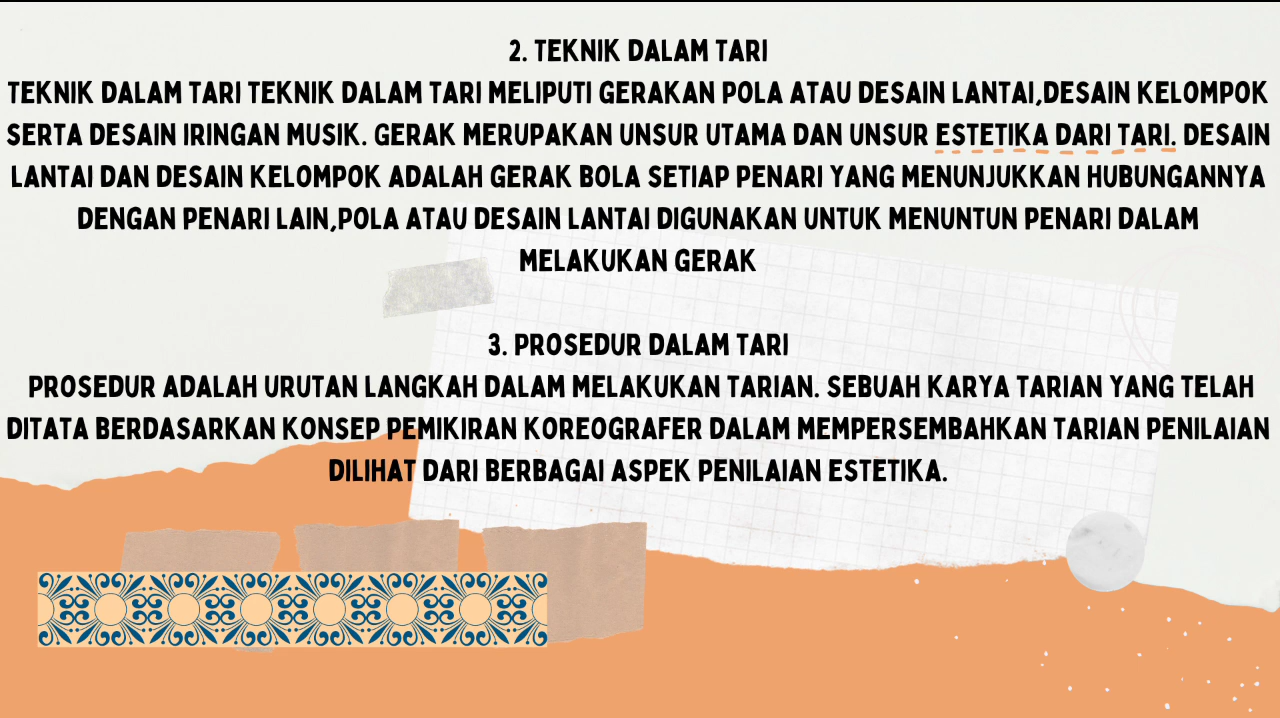 2. TEKNIK DALAM TARI
TEKNIK DALAM TARI TEKNIK DALAM TARI MELIPUTI GERAKAN POLA ATAU DESAIN LANTAI,DESAIN KELOMPOK
SERTA DESAIN IRINGAN MUSIK. GERAK MERUPAKAN UNSUR UTAMA DAN UNSUR ESTETIKA DARI TARI. DESAIN
LANTAI DAN DESAIN KELOMPOK ADALAH GERAK BOLA SETIAP PENARI YANG MENUNJUKKAN HUBUNGANNYA
DENGAN PENARI LAIN,POLA ATAU DESAIN LANTAI DIGUNAKAN UNTUK MENUNTUN PENARI DALAM
MELAKUKAN GERAK
3. PROSEDUR DALAM TARI
PROSEDUR ADALAH URUTAN LANGKAH DALAM MELAKUKAN TARIAN. SEBUAH KARYA TARIAN YANG TELAH
DITATA BERDASARKAN KONSEP PEMIKIRAN KOREOGRAFER DALAM MEMPERSEMBAHKAN TARIAN PENILAIAN
DILIHAT DARI BERBAGAI ASPEK PENILAIAN ESTETIKA.